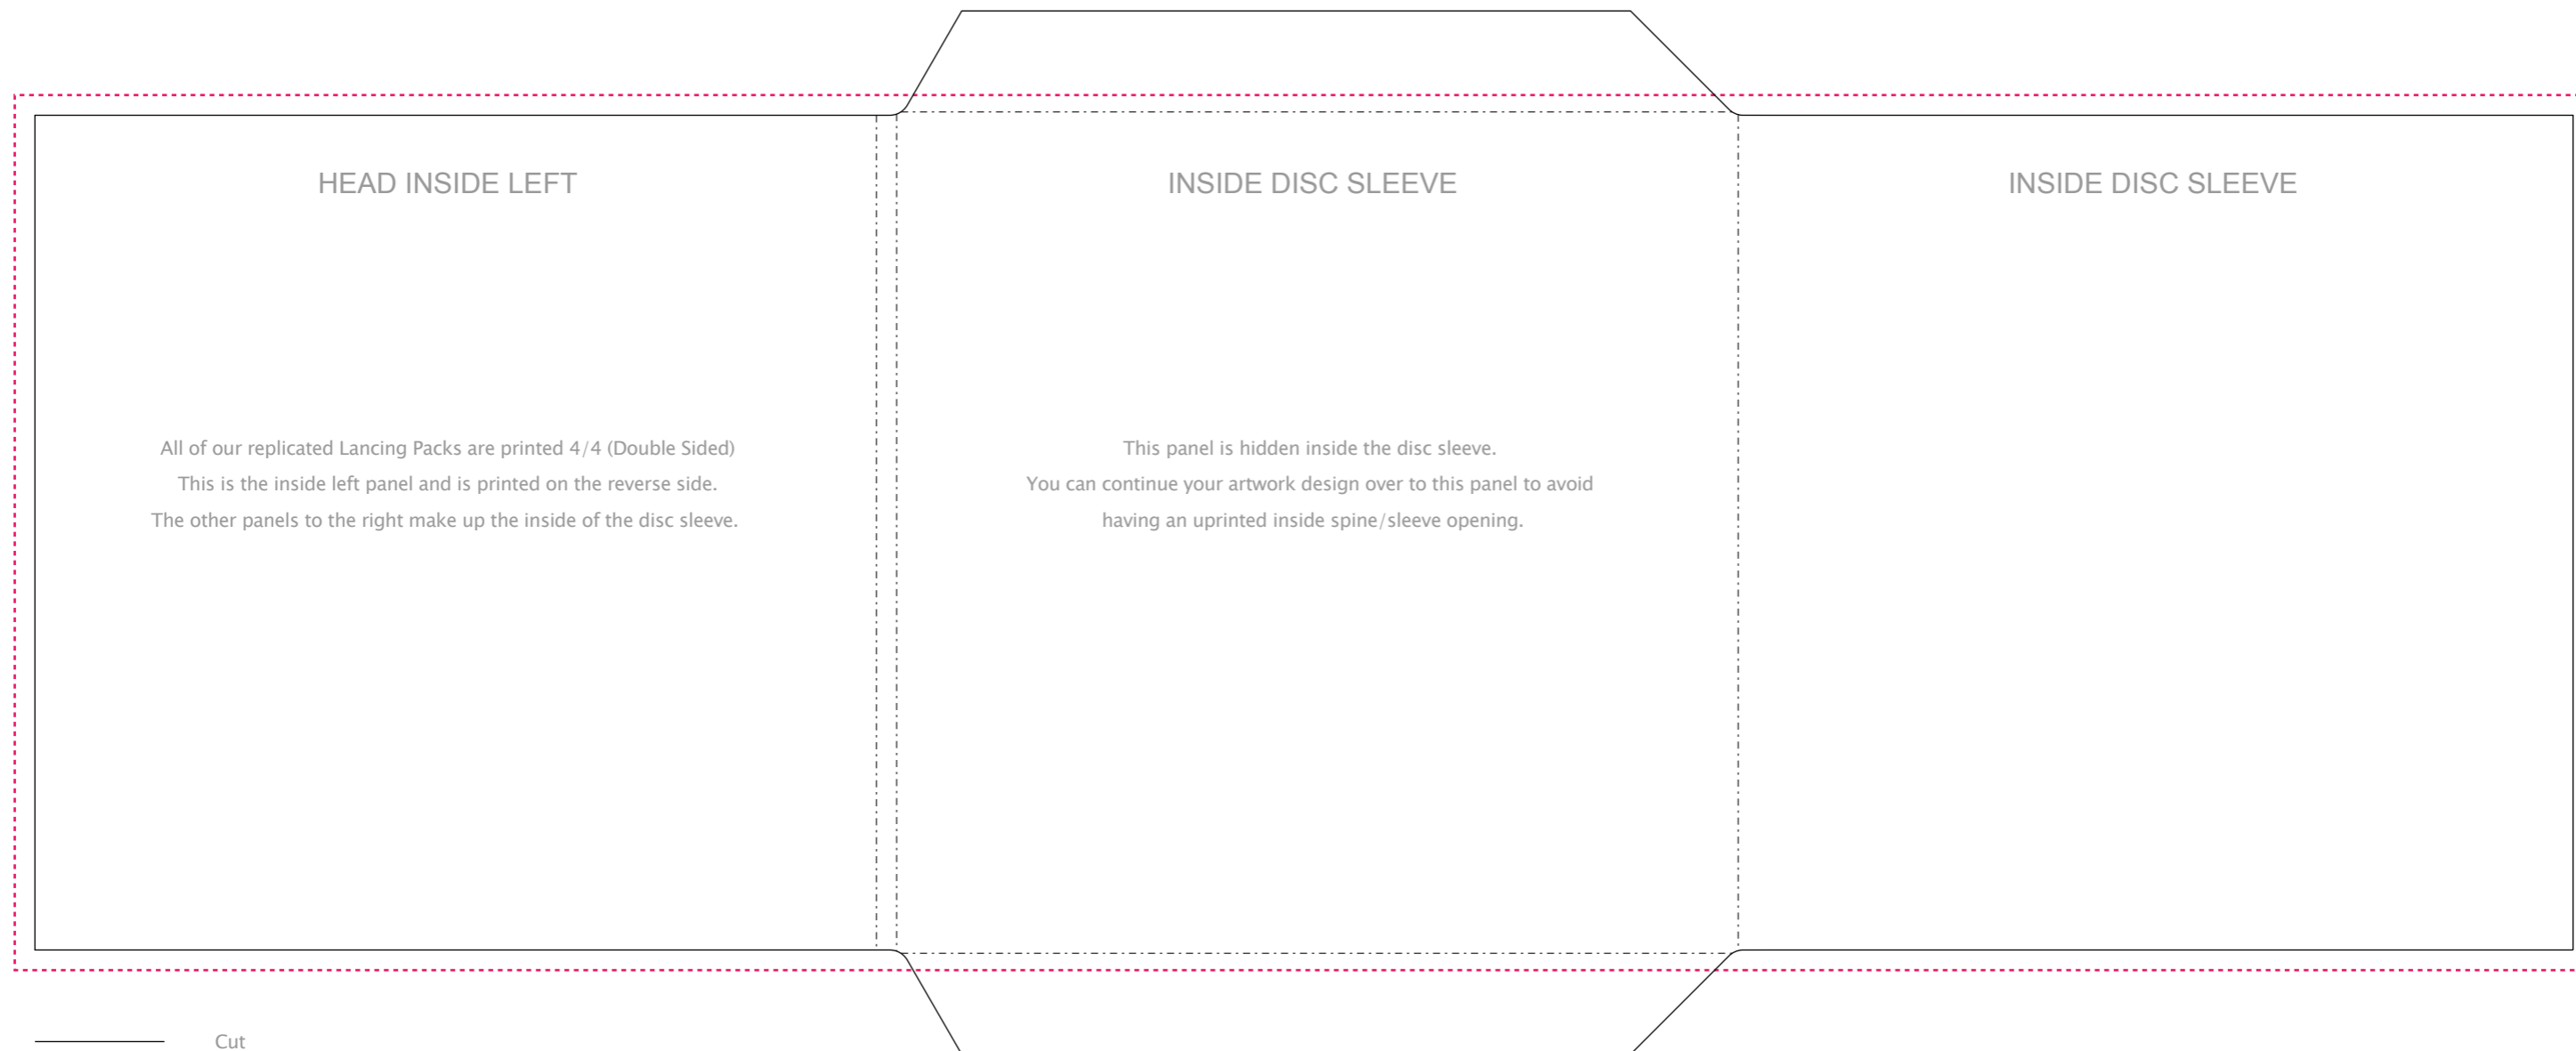 HEAD INSIDE LEFT
INSIDE DISC SLEEVE
INSIDE DISC SLEEVE
All of our replicated Lancing Packs are printed 4/4 (Double Sided)
This is the inside left panel and is printed on the reverse side.
The other panels to the right make up the inside of the disc sleeve.
This panel is hidden inside the disc sleeve.
You can continue your artwork design over to this panel to avoid
having an uprinted inside spine/sleeve opening.
Cut